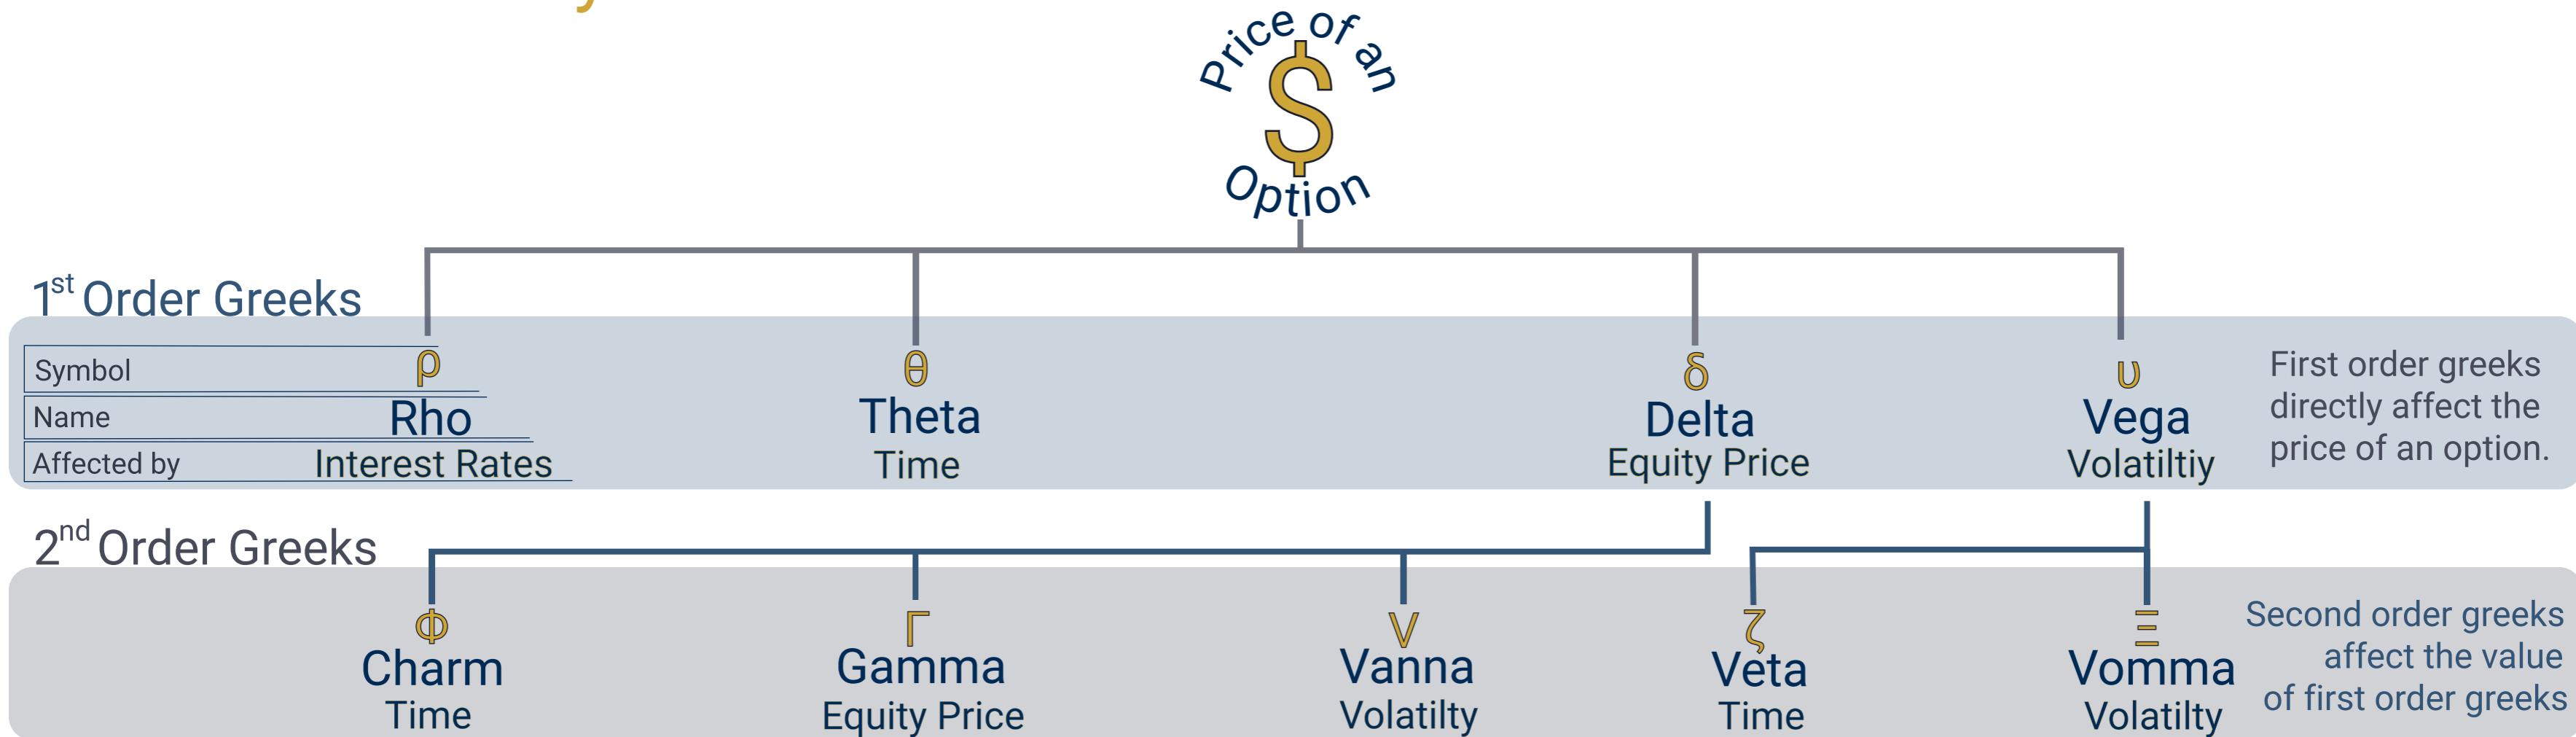 Price of an
$
Option
1st Order Greeks
Symbol ρ θ δ υ
Name Rho Theta Delta Vega
Affected by Interest Rates Time Equity Price Volatiltiy
First order greeks
directly affect the
price of an option.
2nd Order Greeks
Φ Γ V ζ Ξ
Charm Gamma Vanna Veta Vomma
Time Equity Price Volatilty Time Volatilty
Second order greeks
affect the value
of first order greeks